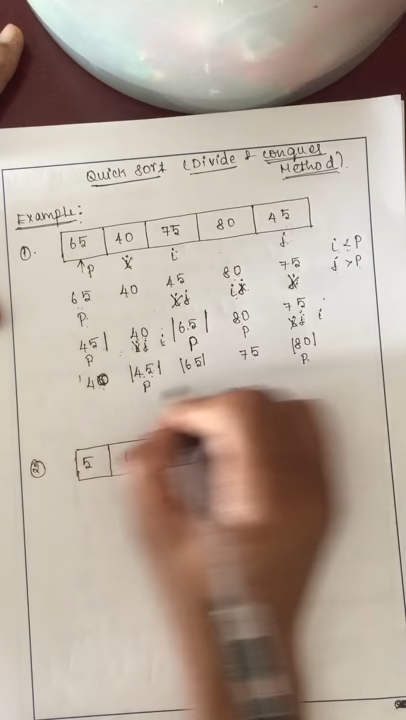 Quick Sort (Divide & Conquer
Method).
Example:
①. 65 40 75 80 45
↑P i i j i < P
j > P
65 40 45 80 75
P. i j i j j
45| 40 i |65| 80 75 i
P i j P P i j
40 |45| |65| 75 |80|
P P.
② 5